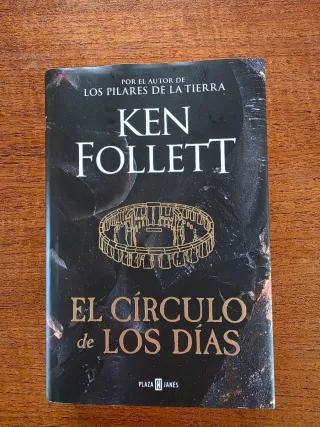 POR EL AUTOR DE
LOS PILARES DE LA TIERRA
KEN
FOLLETT
EL CÍRCULO
de LOS DÍAS
PLAZA JANÉS